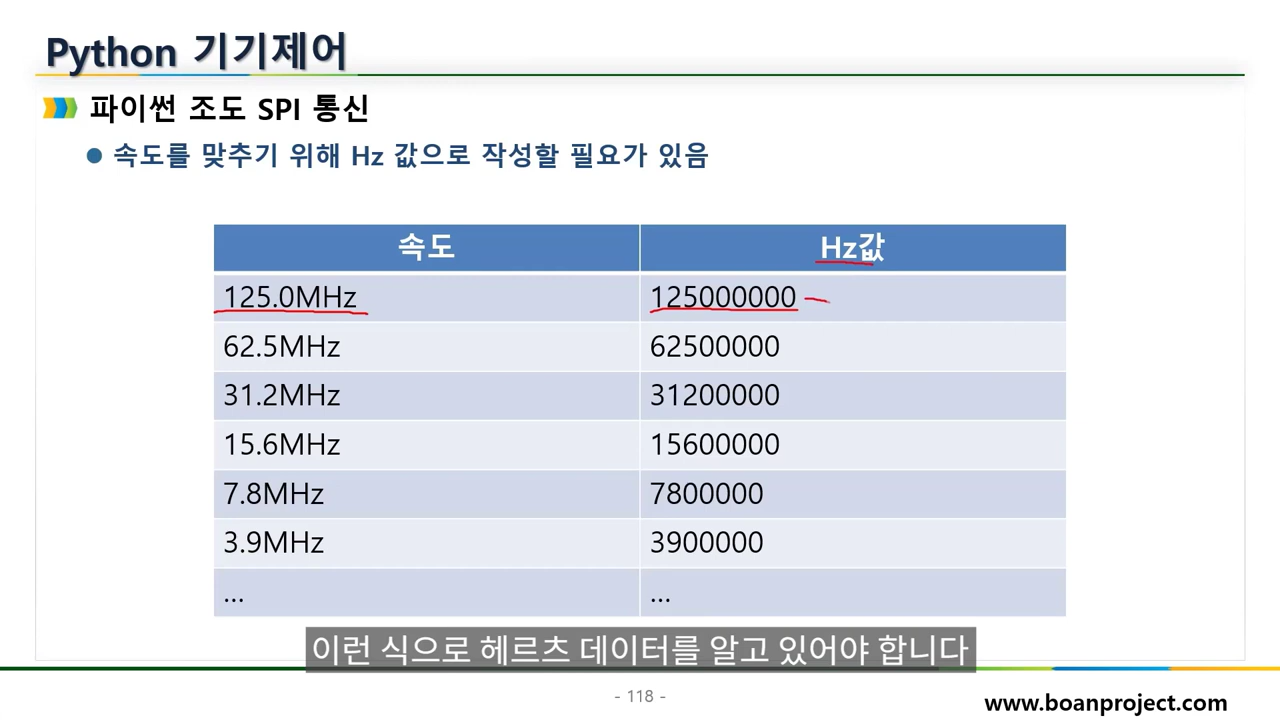 Python 기기제어
파이썬 조도 SPI 통신
● 속도를 맞추기 위해 Hz 값으로 작성할 필요가 있음
속도 Hz값
125.0MHz 125000000
62.5MHz 62500000
31.2MHz 31200000
15.6MHz 15600000
7.8MHz 7800000
3.9MHz 3900000
... ...
이런 식으로 헤르츠 데이터를 알고 있어야 합니다
- 118 -
www.boanproject.com